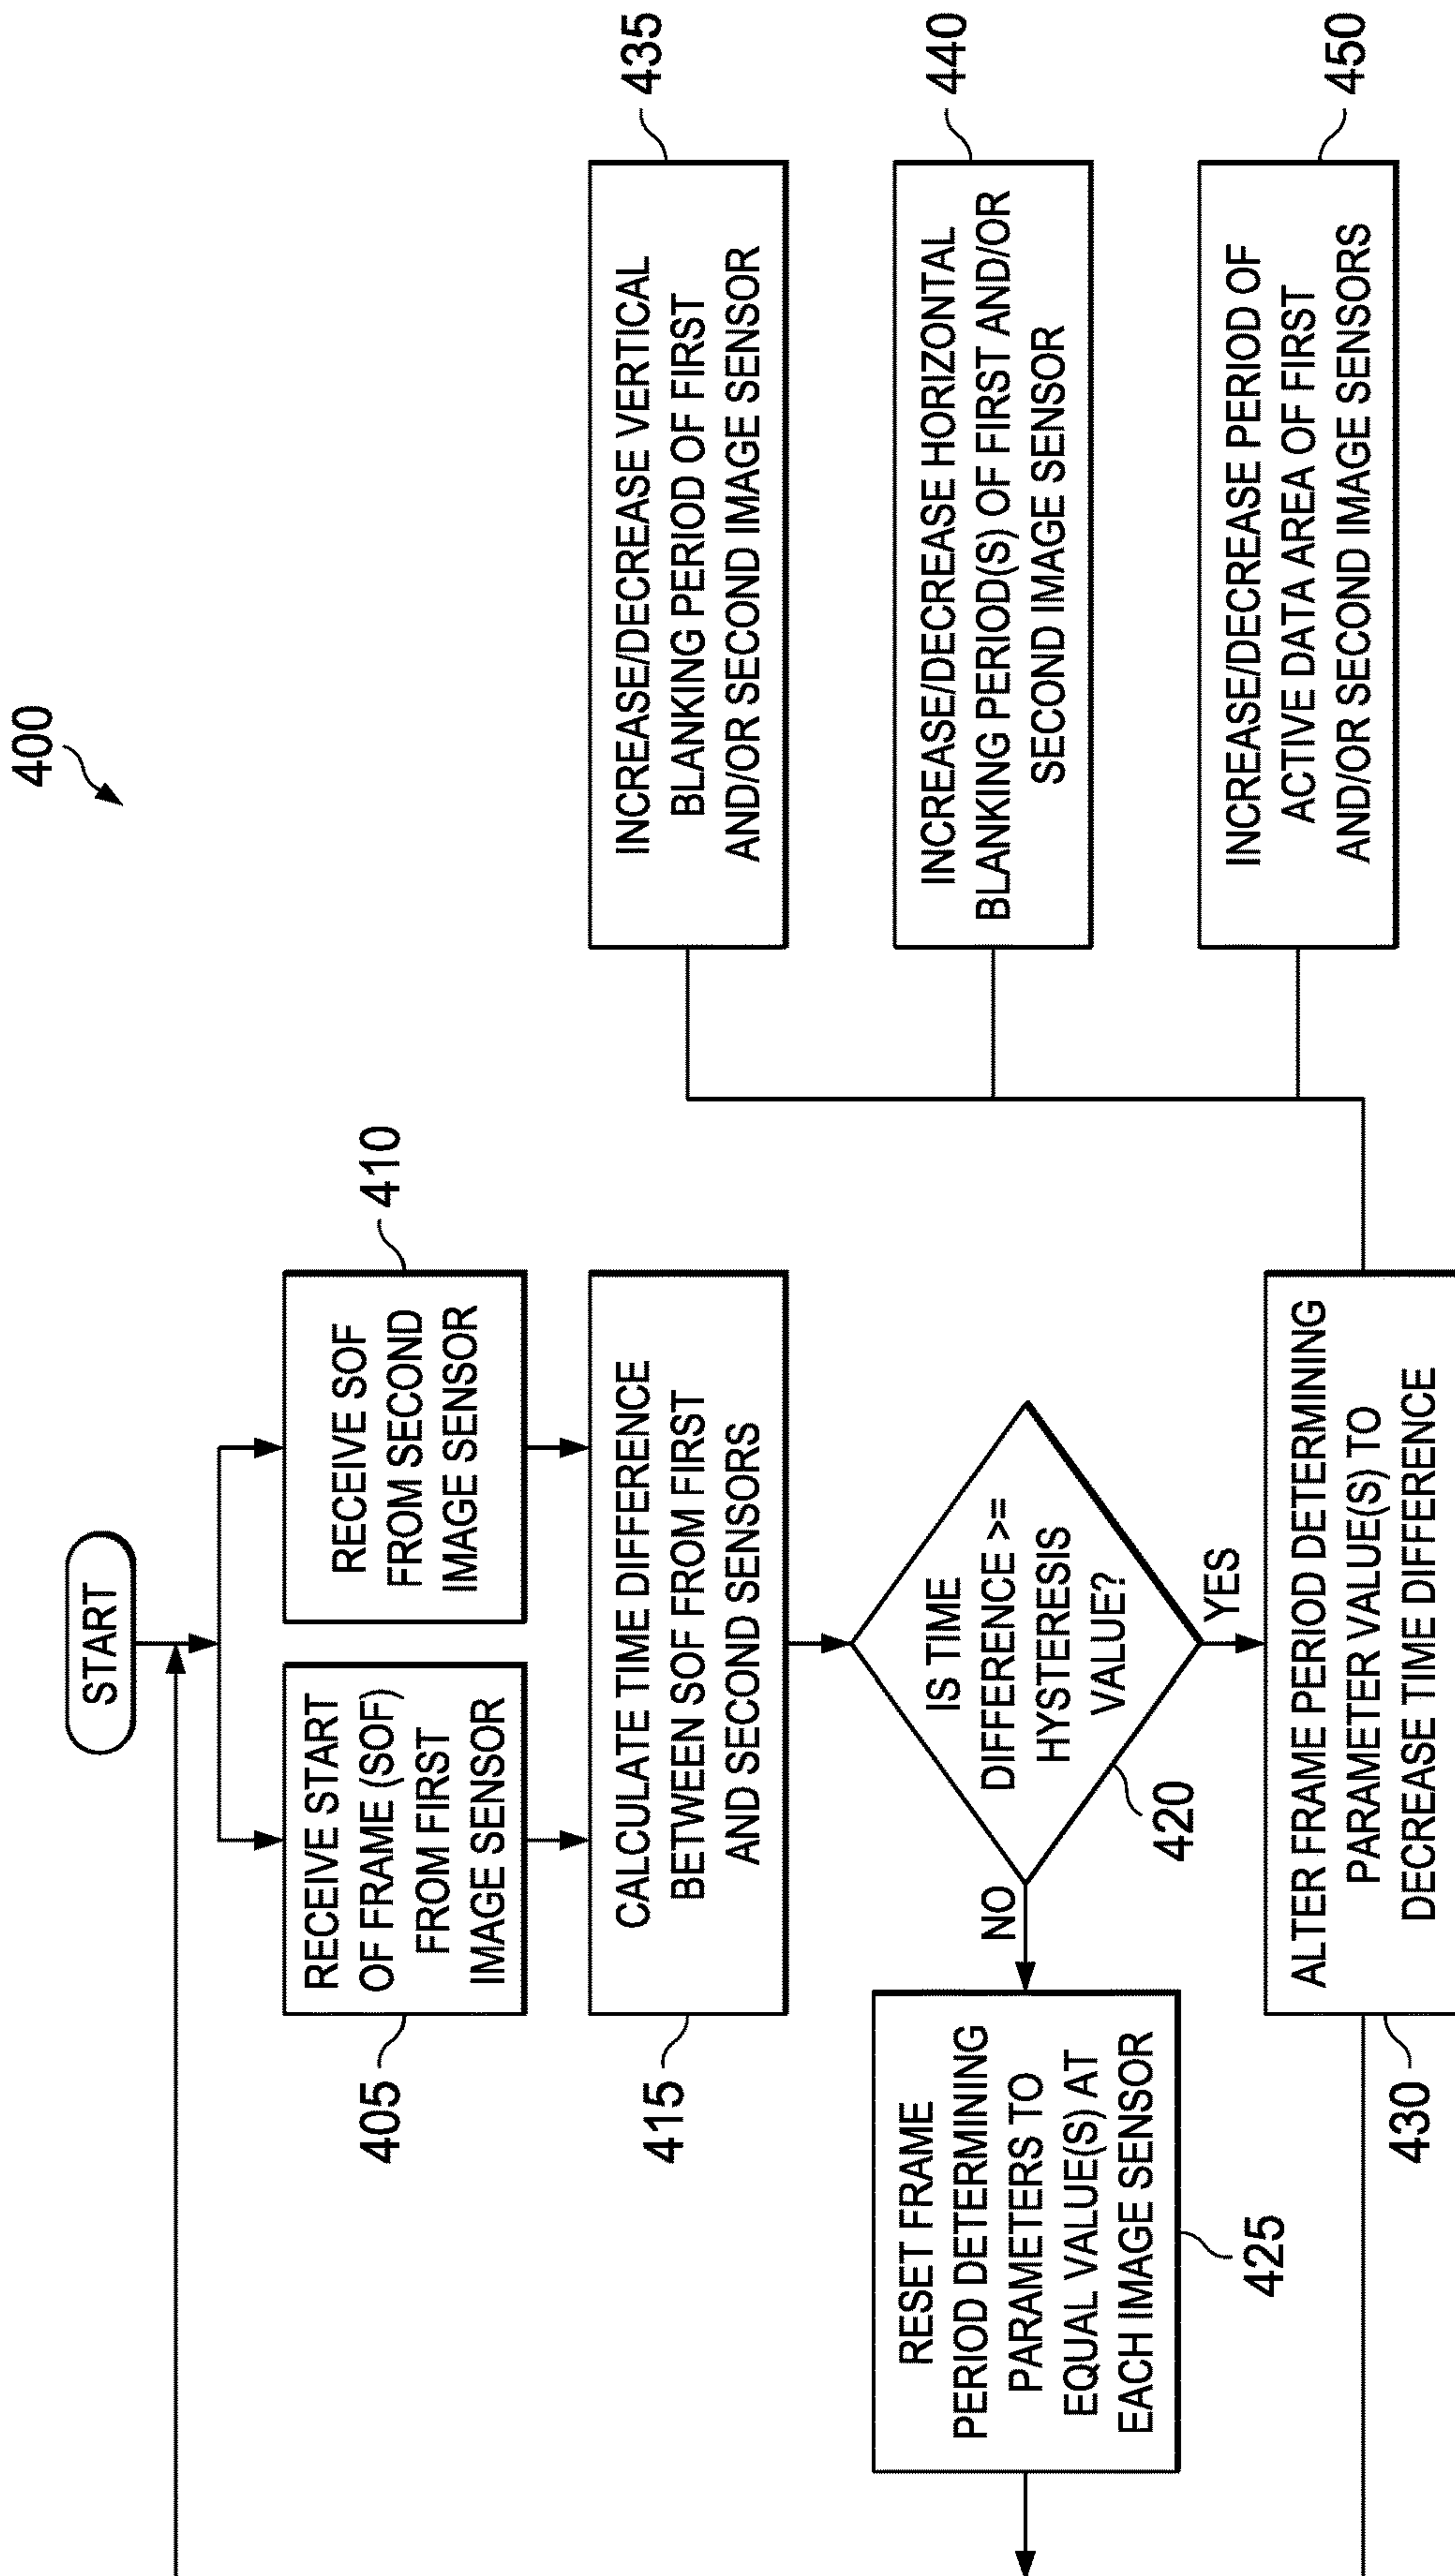 400
START
RECEIVE START
OF FRAME (SOF)
FROM FIRST
IMAGE SENSOR
405
RECEIVE SOF
FROM SECOND
IMAGE SENSOR
410
CALCULATE TIME DIFFERENCE
BETWEEN SOF FROM FIRST
AND SECOND SENSORS
415
IS TIME
DIFFERENCE >=
HYSTERESIS
VALUE?
420
NO
YES
RESET FRAME
PERIOD DETERMINING
PARAMETERS TO
EQUAL VALUE(S) AT
EACH IMAGE SENSOR
425
ALTER FRAME PERIOD DETERMINING
PARAMETER VALUE(S) TO
DECREASE TIME DIFFERENCE
430
INCREASE/DECREASE VERTICAL
BLANKING PERIOD OF FIRST
AND/OR SECOND IMAGE SENSOR
435
INCREASE/DECREASE HORIZONTAL
BLANKING PERIOD(S) OF FIRST AND/OR
SECOND IMAGE SENSOR
440
INCREASE/DECREASE PERIOD OF
ACTIVE DATA AREA OF FIRST
AND/OR SECOND IMAGE SENSORS
450